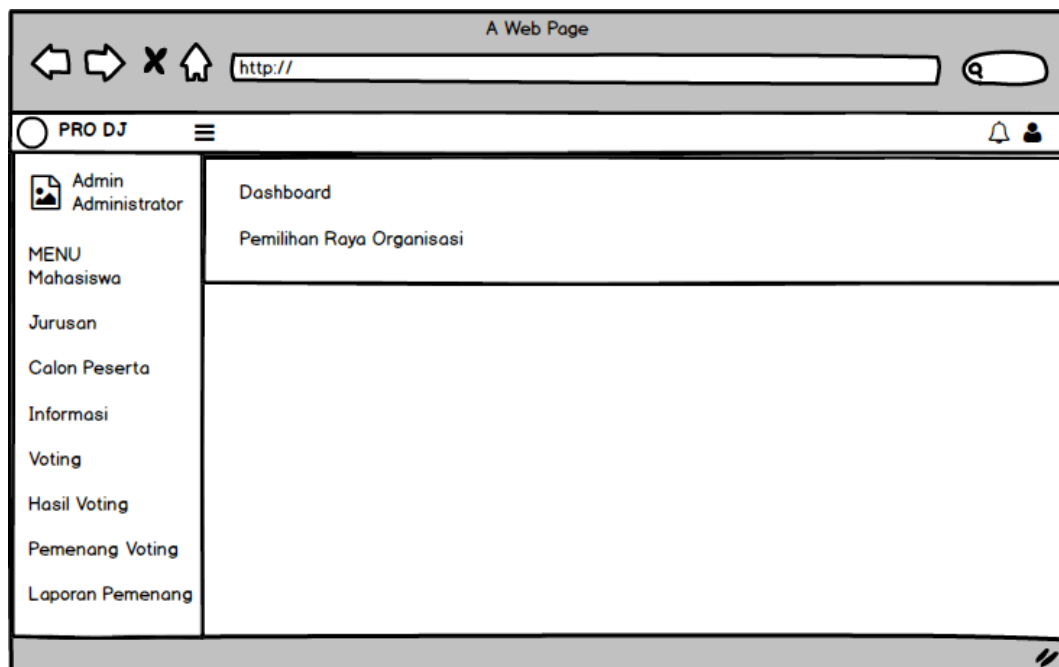 A Web Page
http://
PRO DJ
Admin
Administrator
MENU
Mahasiswa
Jurusan
Calon Peserta
Informasi
Voting
Hasil Voting
Pemenang Voting
Laporan Pemenang
Dashboard
Pemilihan Raya Organisasi